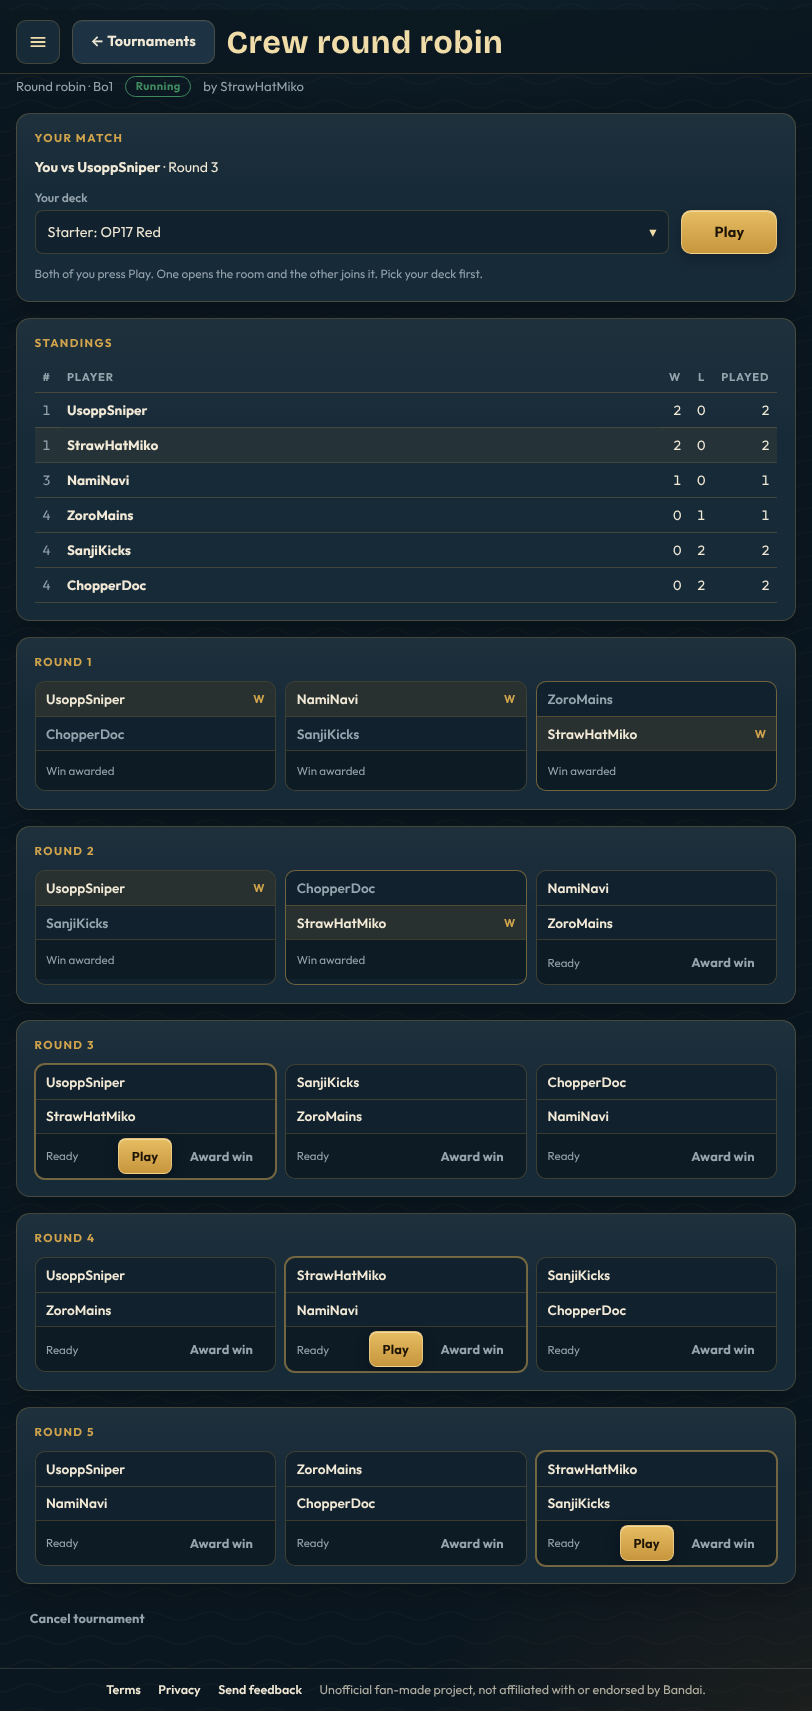 ← Tournaments
Crew round robin
Round robin · Bo1 Running by StrawHatMiko
YOUR MATCH
You vs UsoppSniper · Round 3
Your deck
Starter: OP17 Red ▾
Play
Both of you press Play. One opens the room and the other joins it. Pick your deck first.
STANDINGS
# PLAYER W L PLAYED
1 UsoppSniper 2 0 2
1 StrawHatMiko 2 0 2
3 NamiNavi 1 0 1
4 ZoroMains 0 1 1
4 SanjiKicks 0 2 2
4 ChopperDoc 0 2 2
ROUND 1
UsoppSniper W
ChopperDoc
Win awarded
NamiNavi W
SanjiKicks
Win awarded
ZoroMains
StrawHatMiko W
Win awarded
ROUND 2
UsoppSniper W
SanjiKicks
Win awarded
ChopperDoc
StrawHatMiko W
Win awarded
NamiNavi
ZoroMains
Ready Award win
ROUND 3
UsoppSniper
StrawHatMiko
Ready Play Award win
SanjiKicks
ZoroMains
Ready Award win
ChopperDoc
NamiNavi
Ready Award win
ROUND 4
UsoppSniper
ZoroMains
Ready Award win
StrawHatMiko
NamiNavi
Ready Play Award win
SanjiKicks
ChopperDoc
Ready Award win
ROUND 5
UsoppSniper
NamiNavi
Ready Award win
ZoroMains
ChopperDoc
Ready Award win
StrawHatMiko
SanjiKicks
Ready Play Award win
Cancel tournament
Terms Privacy Send feedback Unofficial fan-made project, not affiliated with or endorsed by Bandai.